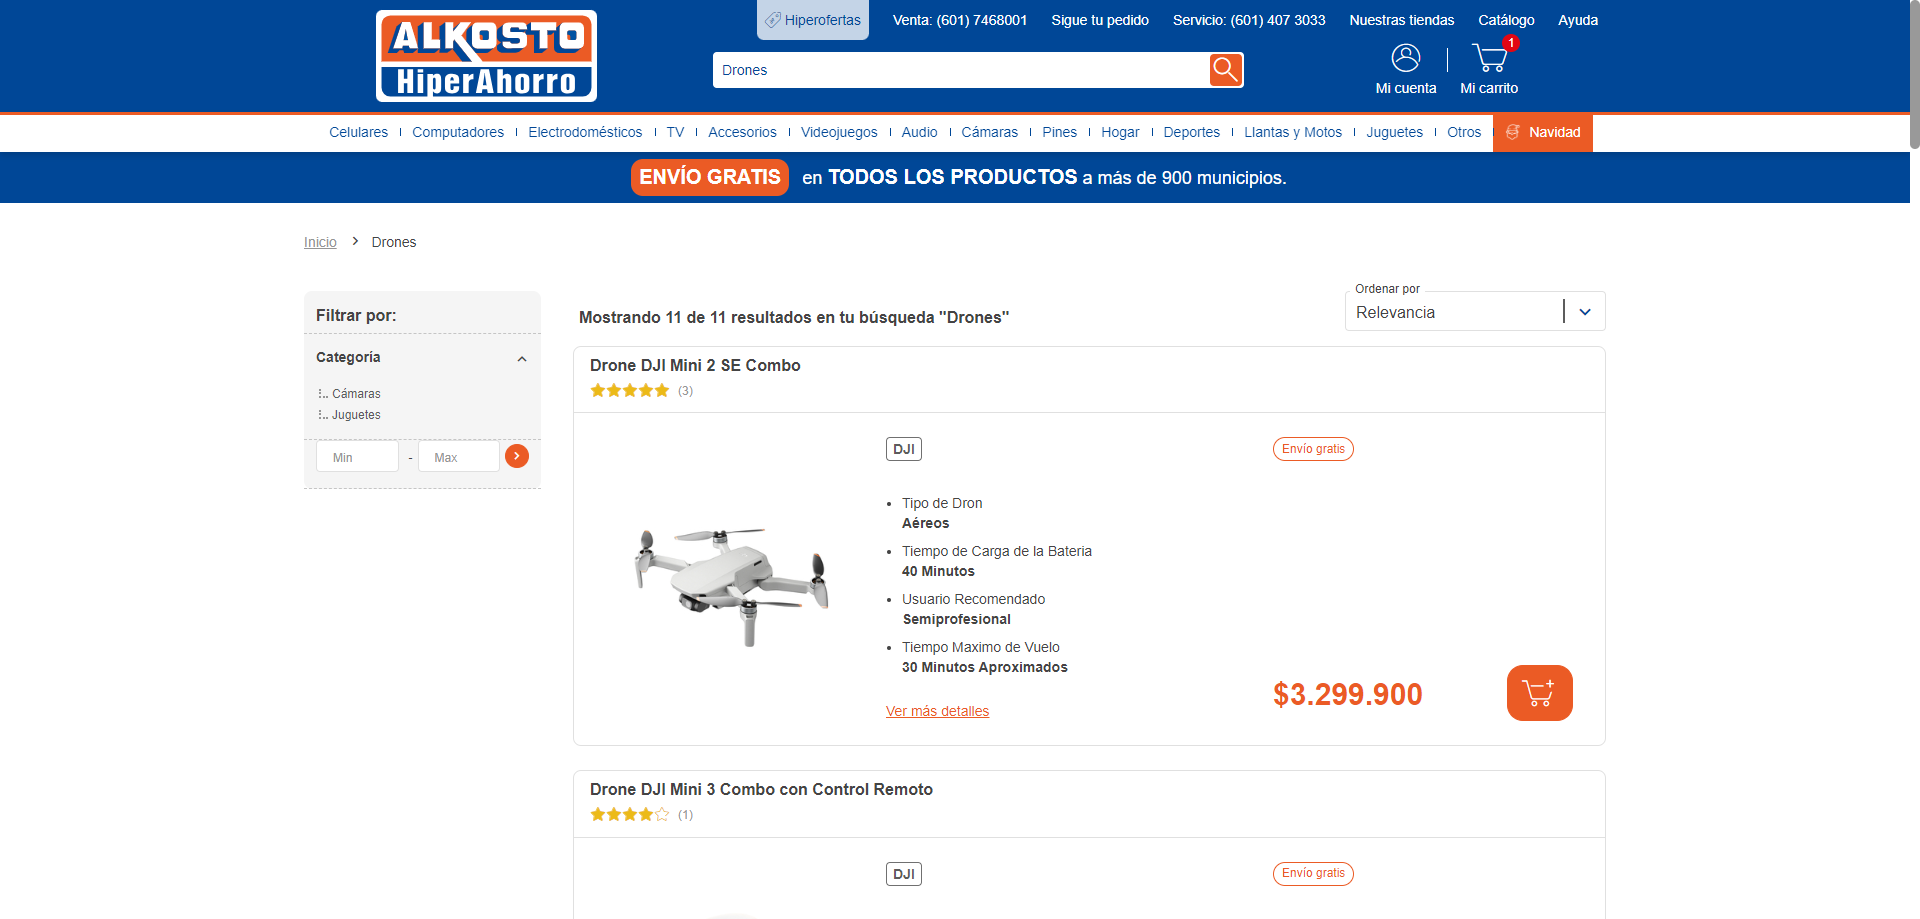 ALKOSTO
HiperAhorro
Hiperofertas
Venta: (601) 7468001
Sigue tu pedido
Servicio: (601) 407 3033
Nuestras tiendas
Catálogo
Ayuda
Drones
Mi cuenta
1
Mi carrito
Celulares
Computadores
Electrodomésticos
TV
Accesorios
Videojuegos
Audio
Cámaras
Pines
Hogar
Deportes
Llantas y Motos
Juguetes
Otros
Navidad
ENVÍO GRATIS en TODOS LOS PRODUCTOS a más de 900 municipios.
Inicio > Drones
Filtrar por:
Categoría
Cámaras
Juguetes
Min - Max
Mostrando 11 de 11 resultados en tu búsqueda "Drones"
Ordenar por
Relevancia
Drone DJI Mini 2 SE Combo
(3)
DJI
Envío gratis
• Tipo de Dron
Aéreos
• Tiempo de Carga de la Bateria
40 Minutos
• Usuario Recomendado
Semiprofesional
• Tiempo Maximo de Vuelo
30 Minutos Aproximados
Ver más detalles
$3.299.900
Drone DJI Mini 3 Combo con Control Remoto
(1)
DJI
Envío gratis